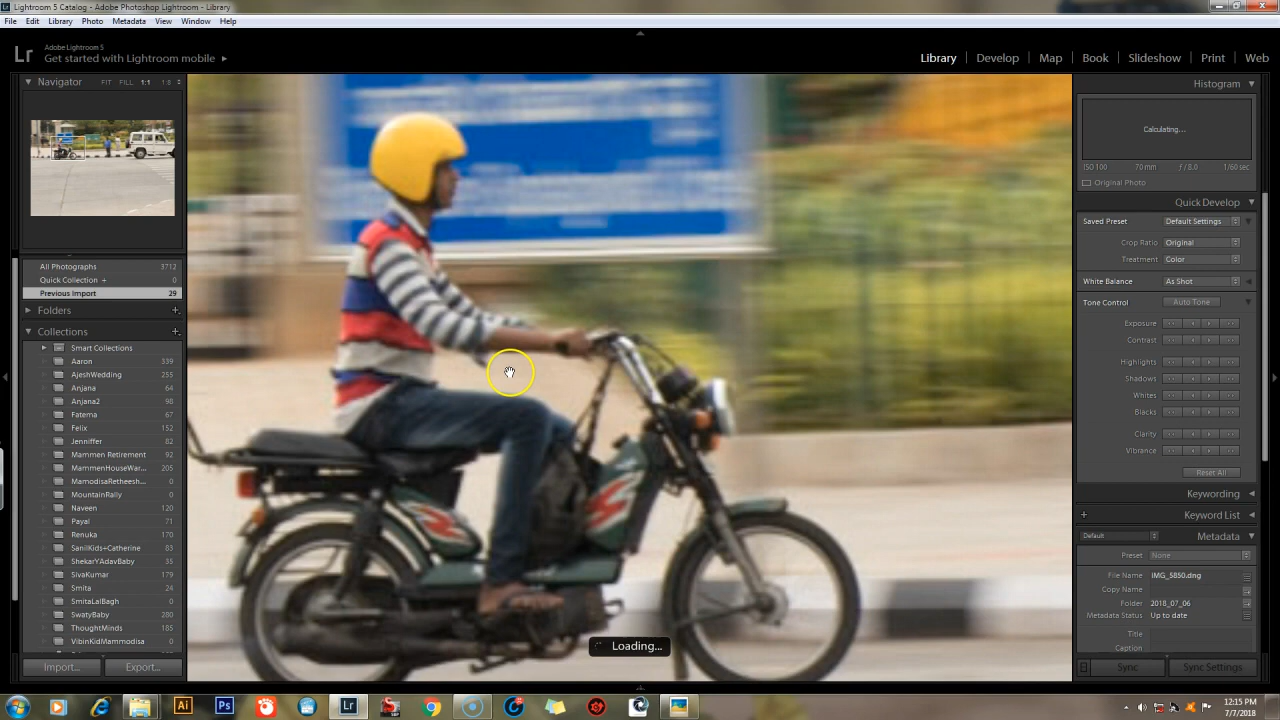 Lightroom 5 Catalog - Adobe Photoshop Lightroom - Library
File Edit Library Photo Metadata View Window Help
Lr
Adobe Lightroom 5
Get started with Lightroom mobile
Library Develop Map Book Slideshow Print Web
Navigator FIT FILL 1:1 1:8
All Photographs 3712
Quick Collection + 0
Previous Import 29
Folders
Collections
Smart Collections
Aaron 339
AjeshWedding 255
Anjana 64
Anjana2 98
Fatema 67
Felix 152
Jenniffer 82
Mammen Retirement 92
MammenHouseWar... 205
MamodisaRetheesh... 0
MountainRally 0
Naveen 120
Payal 71
Renuka 170
SanilKids+Catherine 83
ShekarYAdavBaby 35
SivaKumar 179
Smita 24
SmitaLalBagh 0
SwatyBaby 280
ThoughtMinds 185
VibinKidMammodisa 0
Import... Export...
Loading...
Histogram
Calculating...
ISO 100 70 mm f / 8.0 1/60 sec
Original Photo
Quick Develop
Saved Preset Default Settings
Crop Ratio Original
Treatment Color
White Balance As Shot
Tone Control Auto Tone
Exposure
Contrast
Highlights
Shadows
Whites
Blacks
Clarity
Vibrance
Reset All
Keywording
+ Keyword List
Default Metadata
Preset None
File Name IMG_5850.dng
Copy Name
Folder 2018_07_06
Metadata Status Up to date
Title
Caption
Sync Sync Settings
Ai Ps Lr
12:15 PM
7/7/2018